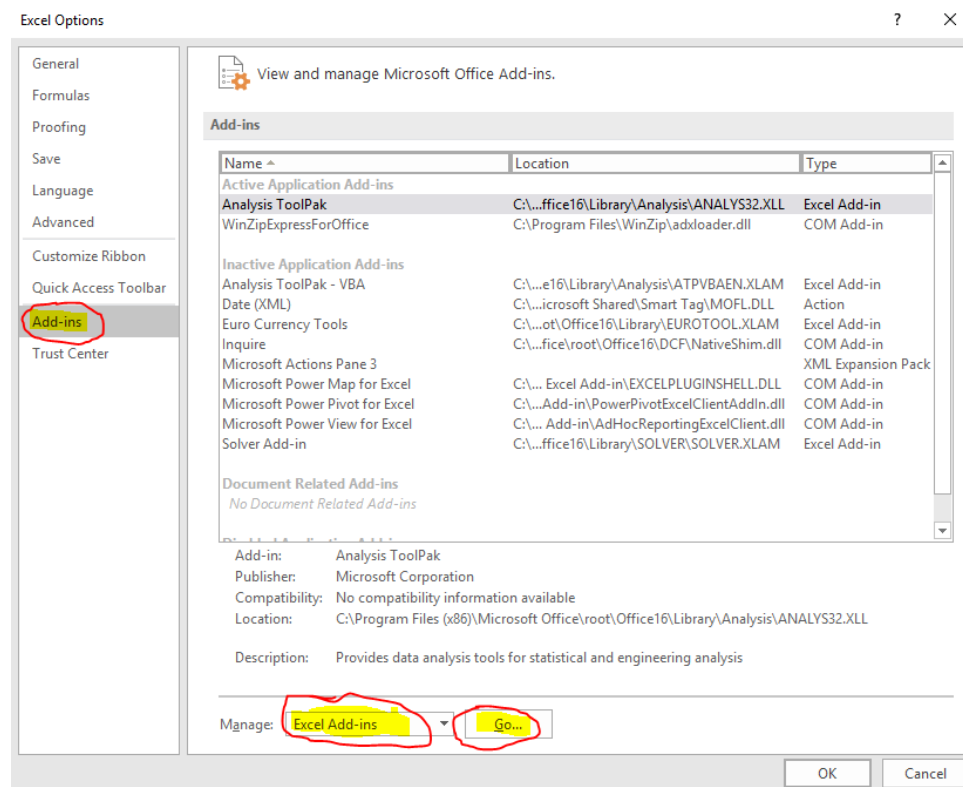 Excel Options ? ×
General
Formulas
Proofing
Save
Language
Advanced
Customize Ribbon
Quick Access Toolbar
Add-ins
Trust Center
View and manage Microsoft Office Add-ins.
Add-ins
Name Location Type
Active Application Add-ins
Analysis ToolPak C:\...ffice16\Library\Analysis\ANALYS32.XLL Excel Add-in
WinZipExpressForOffice C:\Program Files\WinZip\adxloader.dll COM Add-in
Inactive Application Add-ins
Analysis ToolPak - VBA C:\...e16\Library\Analysis\ATPVBAEN.XLAM Excel Add-in
Date (XML) C:\...icrosoft Shared\Smart Tag\MOFL.DLL Action
Euro Currency Tools C:\...ot\Office16\Library\EUROTOOL.XLAM Excel Add-in
Inquire C:\...fice\root\Office16\DCF\NativeShim.dll COM Add-in
Microsoft Actions Pane 3 XML Expansion Pack
Microsoft Power Map for Excel C:\... Excel Add-in\EXCELPLUGINSHELL.DLL COM Add-in
Microsoft Power Pivot for Excel C:\...Add-in\PowerPivotExcelClientAddIn.dll COM Add-in
Microsoft Power View for Excel C:\... Add-in\AdHocReportingExcelClient.dll COM Add-in
Solver Add-in C:\...ffice16\Library\SOLVER\SOLVER.XLAM Excel Add-in
Document Related Add-ins
No Document Related Add-ins
Add-in: Analysis ToolPak
Publisher: Microsoft Corporation
Compatibility: No compatibility information available
Location: C:\Program Files (x86)\Microsoft Office\root\Office16\Library\Analysis\ANALYS32.XLL
Description: Provides data analysis tools for statistical and engineering analysis
Manage: Excel Add-ins Go...
OK Cancel